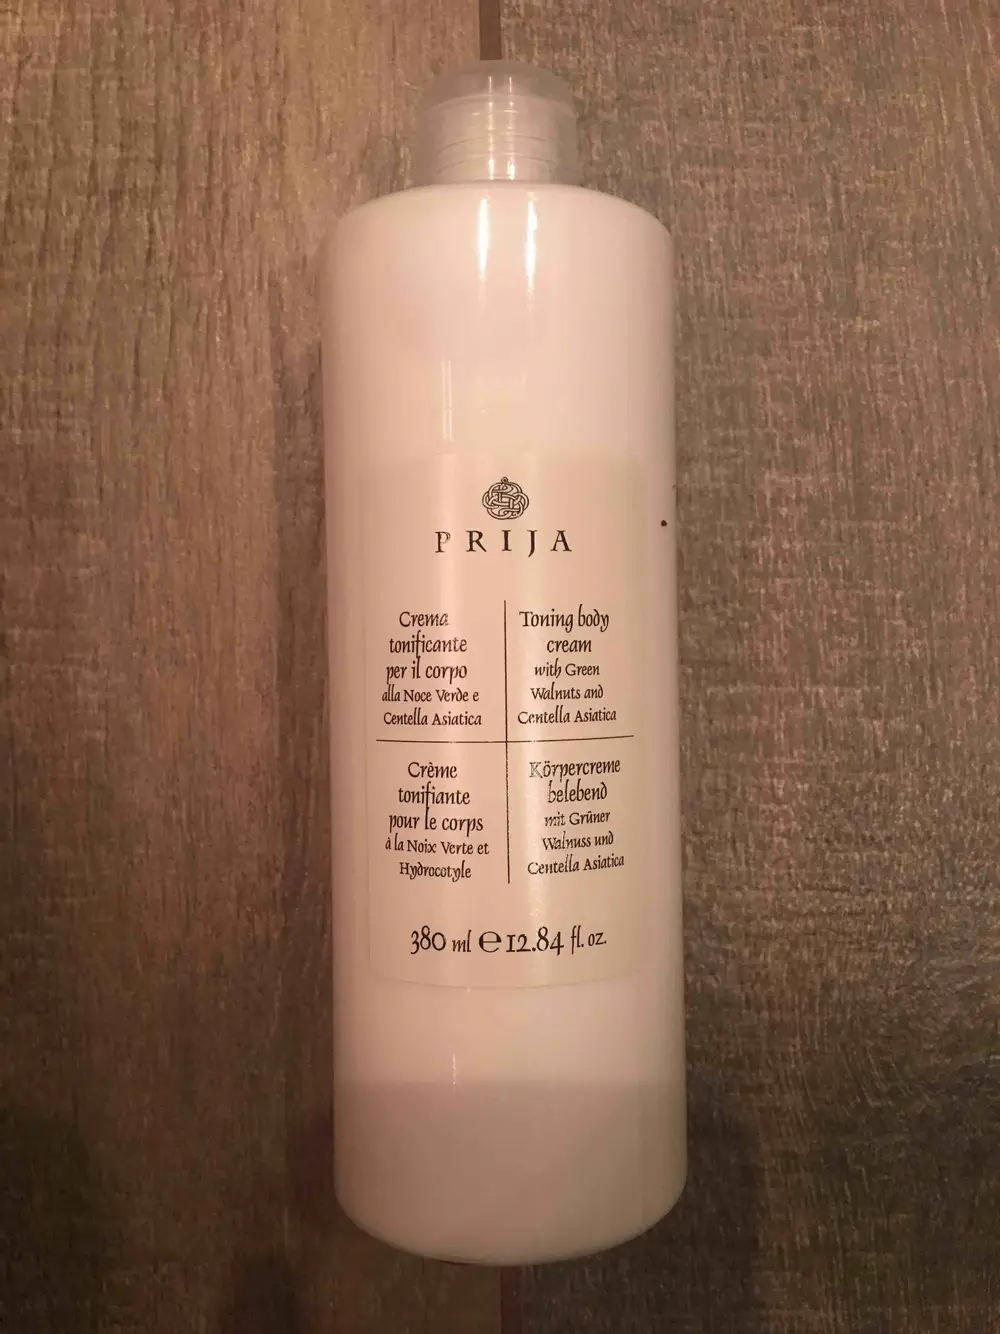 PRIJA
Crema
tonificante
per il corpo
alla Noce Verde e
Centella Asiatica
Toning body
cream
with Green
Walnuts and
Centella Asiatica
Crème
tonifiante
pour le corps
à la Noix Verte et
Hydrocotyle
Körpercreme
belebend
mit Grüner
Walnuss und
Centella Asiatica
380 ml ℮ 12.84 fl. oz.